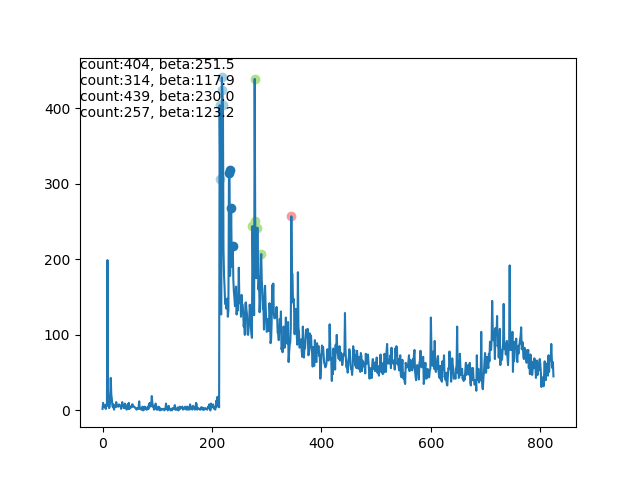 count:404, beta:251.5
count:314, beta:117.9
count:439, beta:230.0
count:257, beta:123.2
400
300
200
100
0
0 200 400 600 800